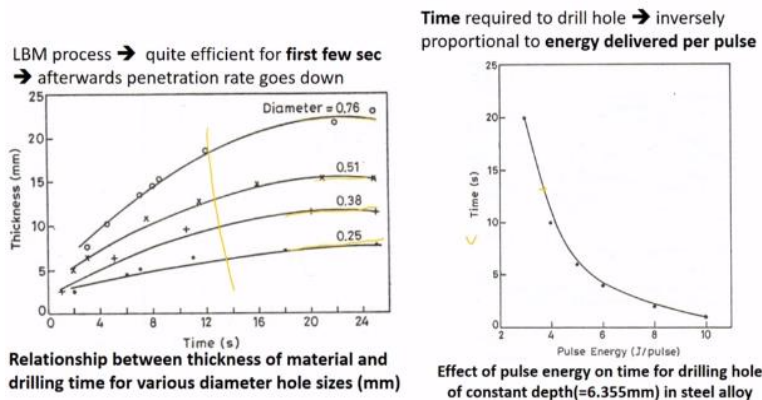 LBM process ➔ quite efficient for first few sec
➔ afterwards penetration rate goes down
25
20
15
10
5
0
Thickness (mm)
Diameter = 0.76
0.51
0.38
0.25
0 4 8 12 16 20 24
Time (s)
Relationship between thickness of material and
drilling time for various diameter hole sizes (mm)
Time required to drill hole ➔ inversely
proportional to energy delivered per pulse
25
20
15
10
5
0
Time (s)
2 4 6 8 10
Pulse Energy (J/pulse)
Effect of pulse energy on time for drilling hole
of constant depth(=6.355mm) in steel alloy